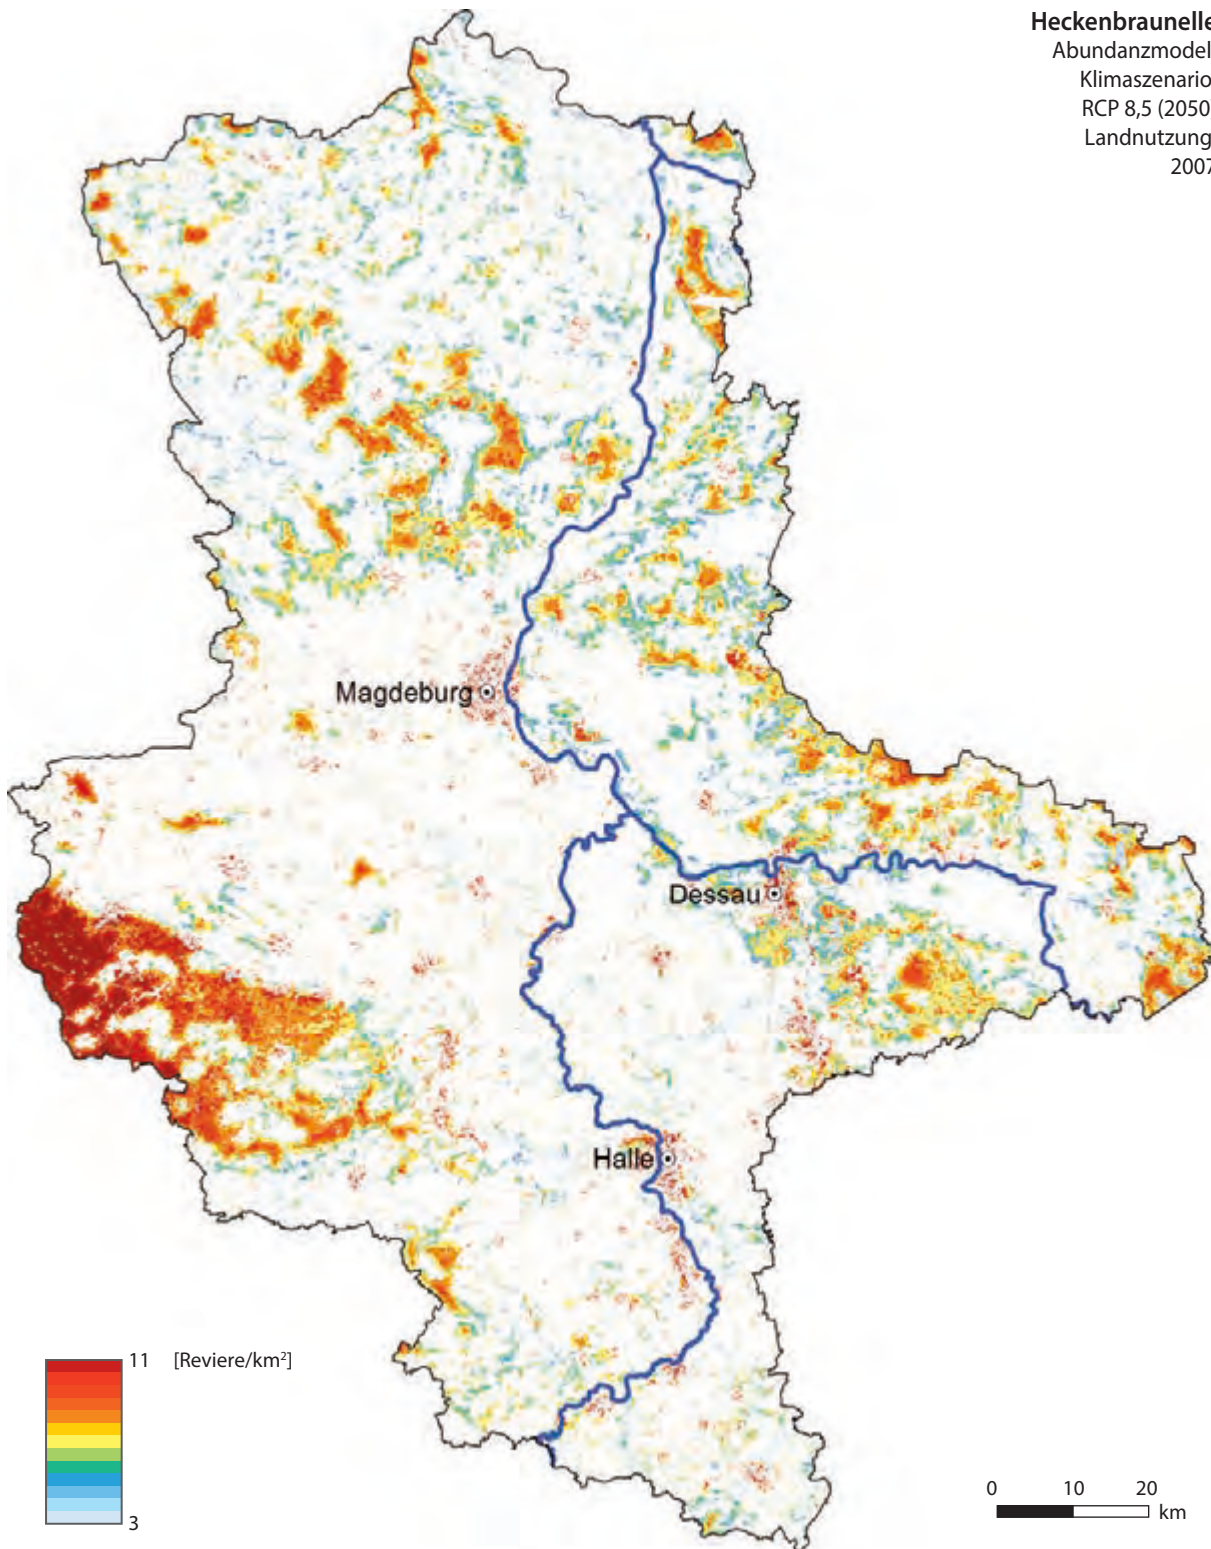 Heckenbraunelle
Abundanzmodel
Klimaszenario
RCP 8,5 (2050
Landnutzung
2007
Magdeburg
Dessau
Halle
11 [Reviere/km²]
3
0 10 20
km